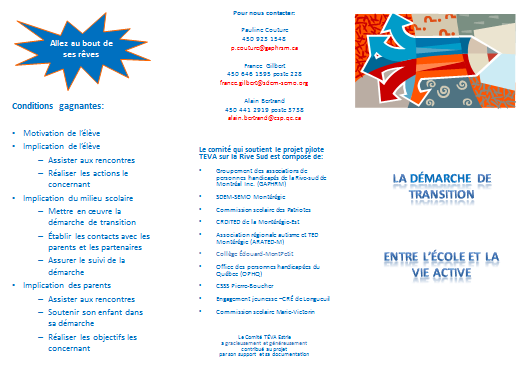 Allez au bout de
ses rêves
Conditions gagnantes:
• Motivation de l'élève
• Implication de l'élève
– Assister aux rencontres
– Réaliser les actions le
concernant
• Implication du milieu scolaire
– Mettre en œuvre la
démarche de transition
– Établir les contacts avec les
parents et les partenaires
– Assurer le suivi de la
démarche
• Implication des parents
– Assister aux rencontres
– Soutenir son enfant dans
sa démarche
– Réaliser les objectifs les
concernant
Pour nous contacter:
Pauline Couture
450 923 1548
p.couture@gaphrsm.ca
France Gilbert
450 646 1595 poste 228
france.gilbert@sdem-semo.org
Alain Bertrand
450 441 2919 poste 3738
alain.bertrand@csp.qc.ca
Le comité qui soutient le projet pilote
TEVA sur la Rive Sud est composé de:
• Groupement des associations de
personnes handicapées de la Rive-sud de
Montréal inc. (GAPHRM)
• SDEM-SEMO Montérégie
• Commission scolaire des Patriotes
• CRDITED de la Montérégie-Est
• Association régionale autisme et TED
Montérégie (ARATED-M)
• Collège Édouard-Montpetit
• Office des personnes handicapées du
Québec (OPHQ)
• CSSS Pierre-Boucher
• Engagement jeunesse –CRÉ de Longueuil
• Commission scolaire Marie-Victorin
Le Comité TÉVA Estrie
a gracieusement et généreusement
contribué au projet
par son support et sa documentation
LA DÉMARCHE DE
TRANSITION
ENTRE L'ÉCOLE ET LA
VIE ACTIVE